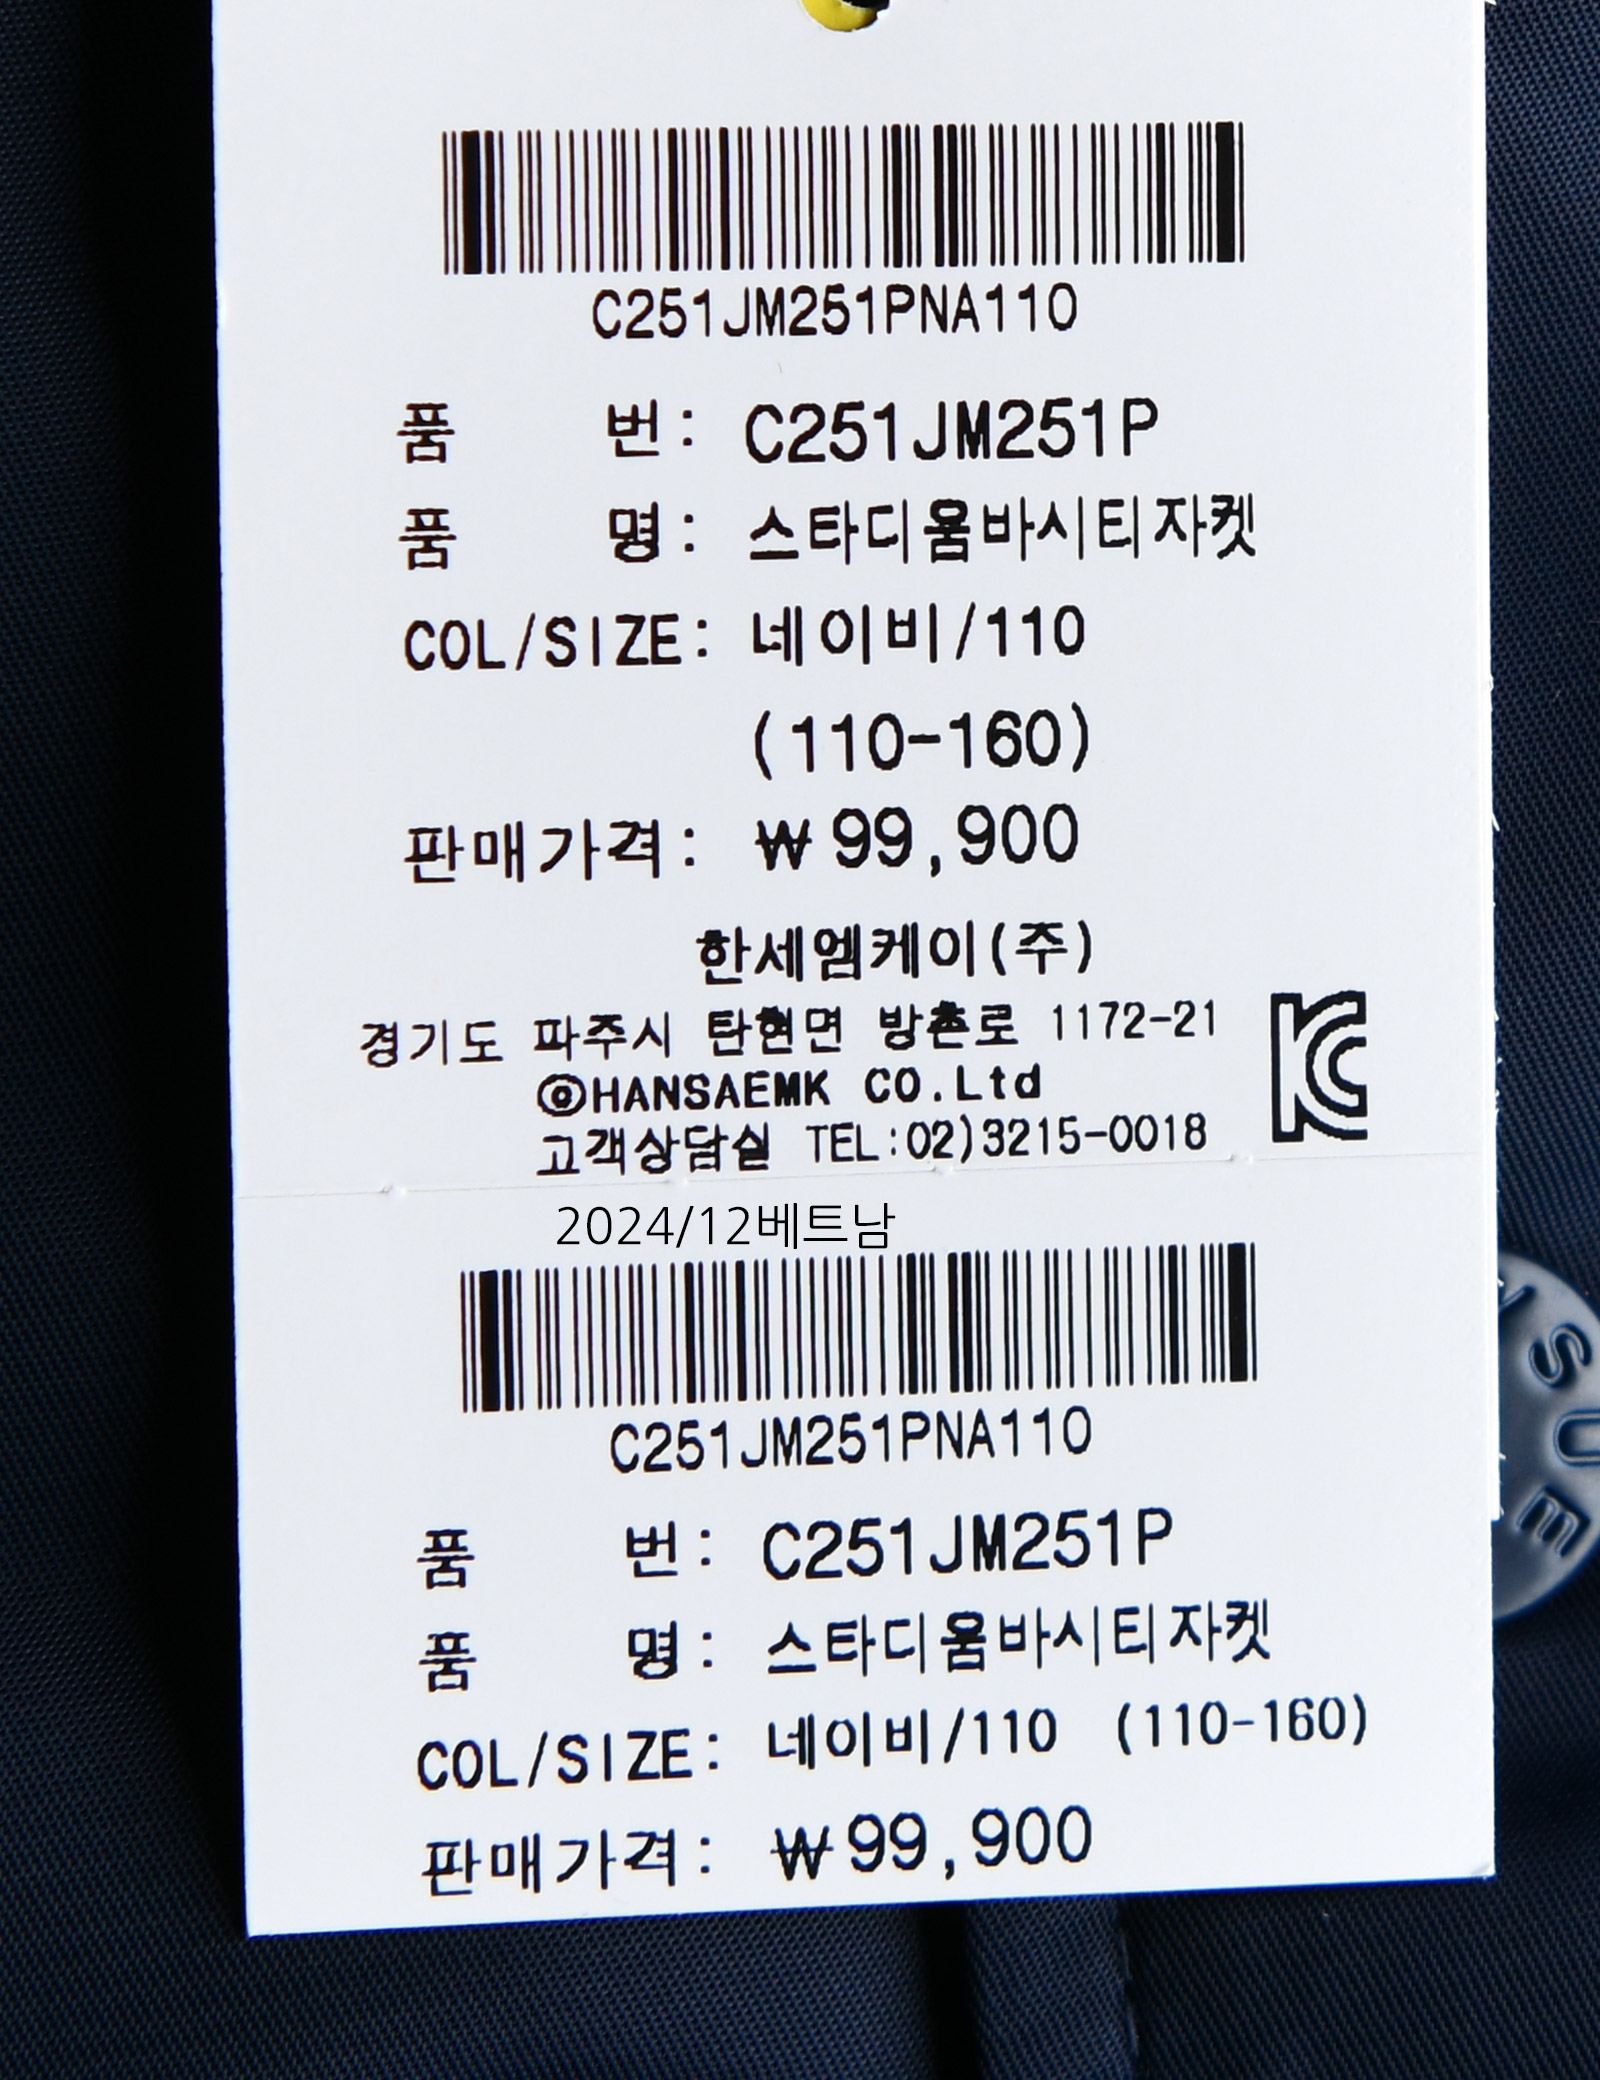 C251JM251PNA110
품 번: C251JM251P
품 명: 스타디움바시티자켓
COL/SIZE: 네이비/110
(110-160)
판매가격: ₩99,900
한세엠케이(주)
경기도 파주시 탄현면 방촌로 1172-21
ⓐHANSAEMK CO.Ltd
고객상담실 TEL:02)3215-0018
KC
2024/12베트남
C251JM251PNA110
품 번: C251JM251P
품 명: 스타디움바시티자켓
COL/SIZE: 네이비/110 (110-160)
판매가격: ₩99,900